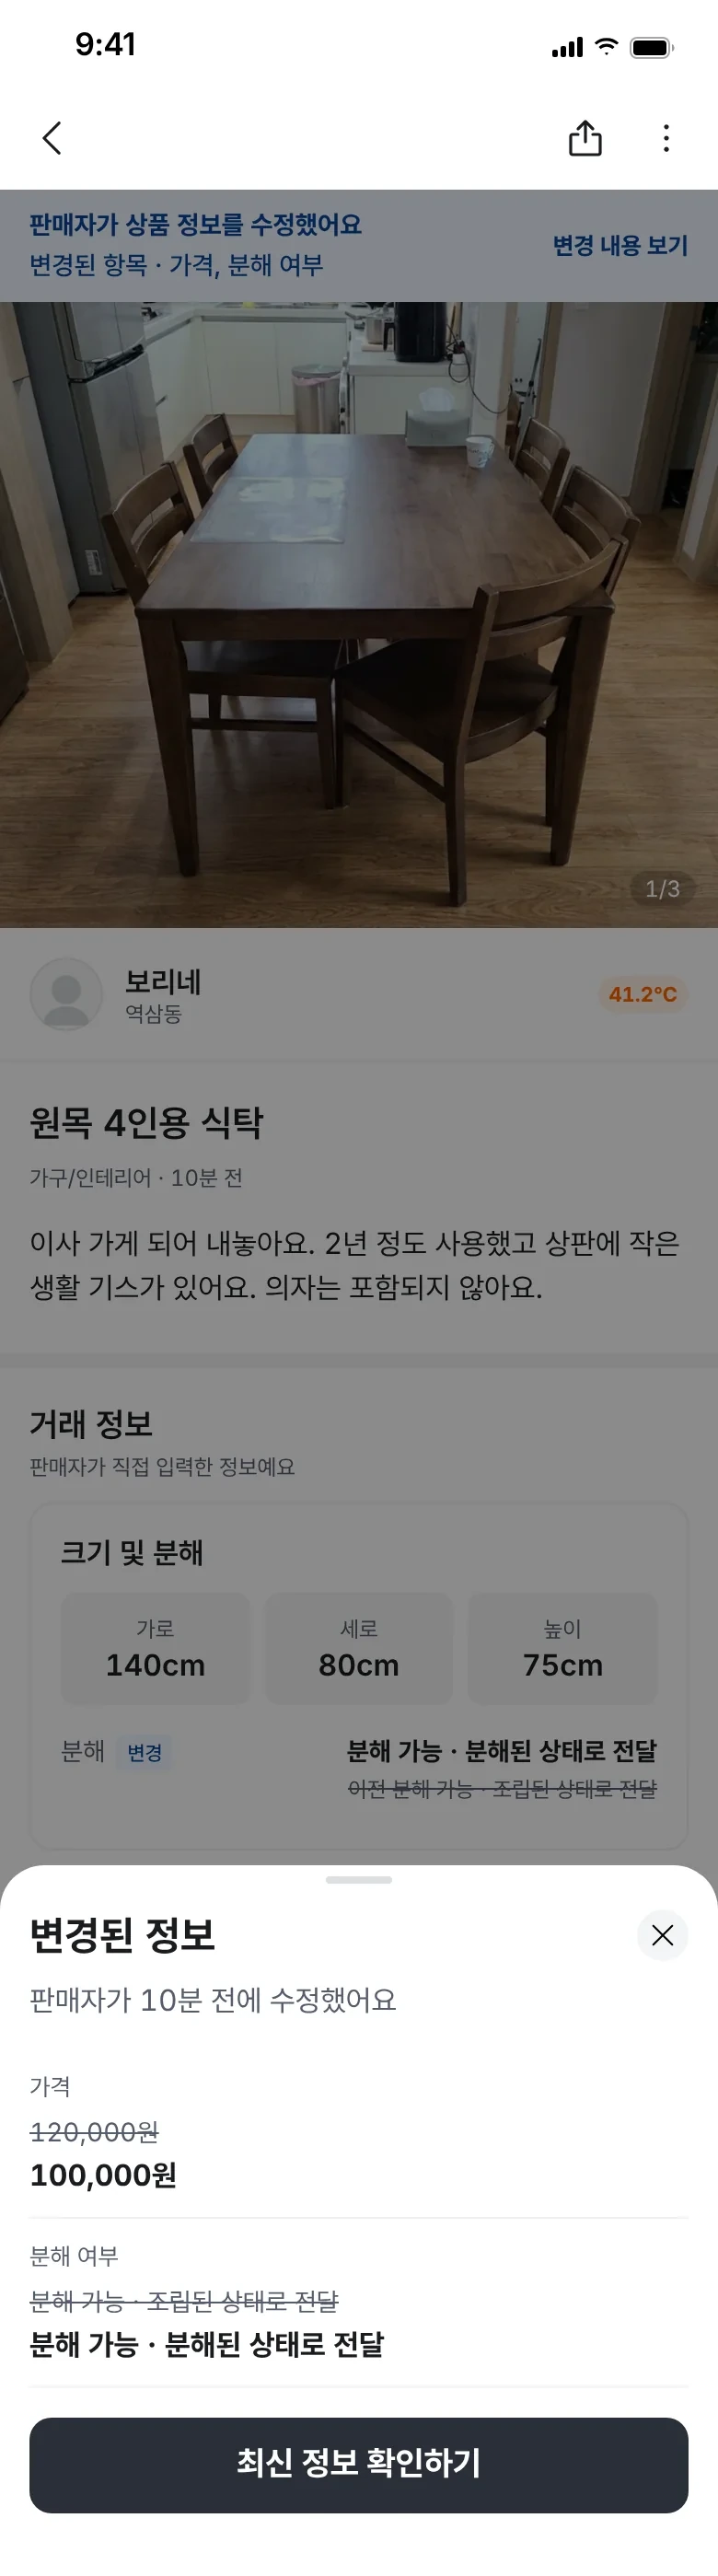 9:41
판매자가 상품 정보를 수정했어요
변경된 항목 · 가격, 분해 여부
변경 내용 보기
1/3
보리네
역삼동
41.2°C
원목 4인용 식탁
가구/인테리어 · 10분 전
이사 가게 되어 내놓아요. 2년 정도 사용했고 상판에 작은
생활 기스가 있어요. 의자는 포함되지 않아요.
거래 정보
판매자가 직접 입력한 정보예요
크기 및 분해
가로
140cm
세로
80cm
높이
75cm
분해 변경
분해 가능 · 분해된 상태로 전달
이전 분해 가능 · 조립된 상태로 전달
변경된 정보
판매자가 10분 전에 수정했어요
가격
120,000원
100,000원
분해 여부
분해 가능 · 조립된 상태로 전달
분해 가능 · 분해된 상태로 전달
최신 정보 확인하기